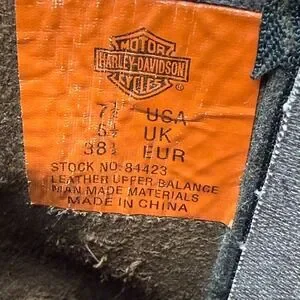 MOTOR
HARLEY-DAVIDSON
CYCLES
7½ USA
5½ UK
38½ EUR
STOCK NO. 84423
LEATHER UPPER BALANCE
MAN MADE MATERIALS
MADE IN CHINA